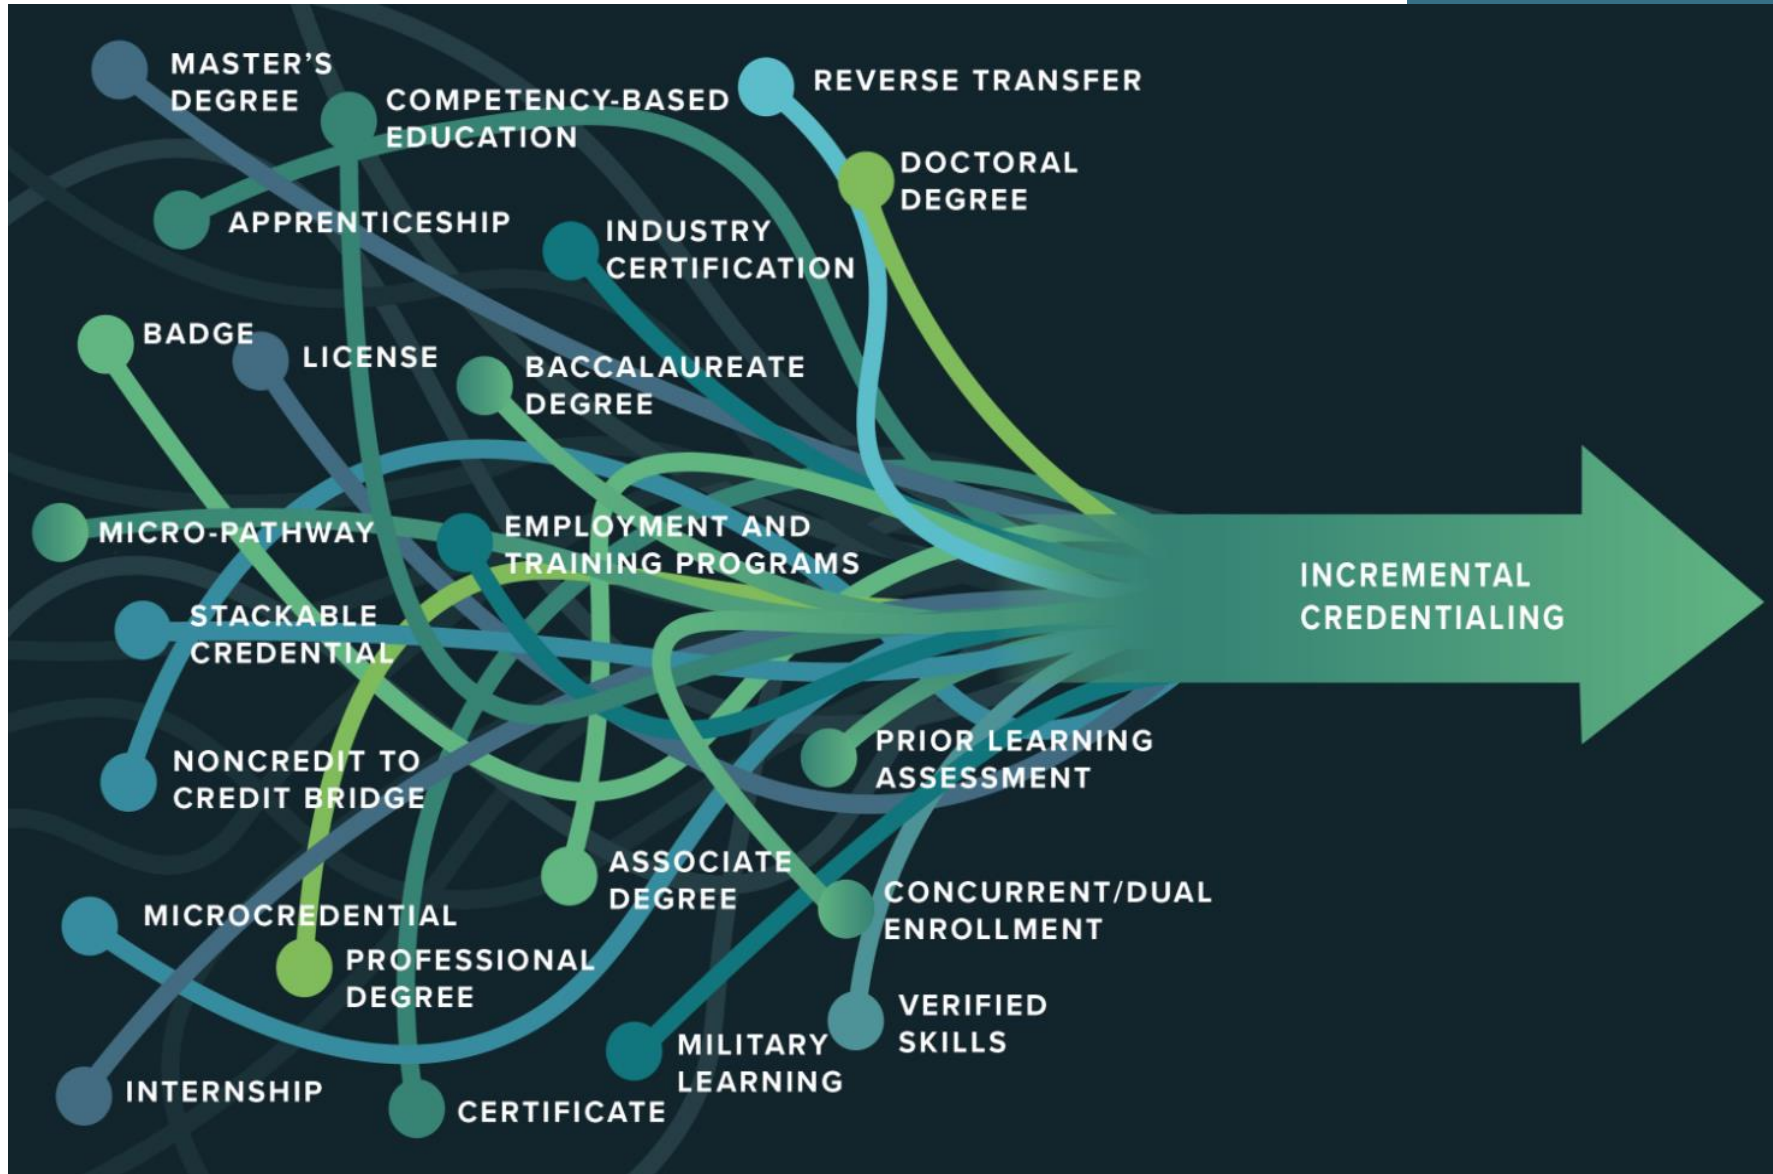 MASTER'S
DEGREE
COMPETENCY-BASED
EDUCATION
REVERSE TRANSFER
DOCTORAL
DEGREE
APPRENTICESHIP
INDUSTRY
CERTIFICATION
BADGE
LICENSE
BACCALAUREATE
DEGREE
MICRO-PATHWAY
EMPLOYMENT AND
TRAINING PROGRAMS
INCREMENTAL
CREDENTIALING
STACKABLE
CREDENTIAL
NONCREDIT TO
CREDIT BRIDGE
PRIOR LEARNING
ASSESSMENT
ASSOCIATE
DEGREE
CONCURRENT/DUAL
ENROLLMENT
MICROCREDENTIAL
PROFESSIONAL
DEGREE
VERIFIED
SKILLS
MILITARY
LEARNING
INTERNSHIP
CERTIFICATE